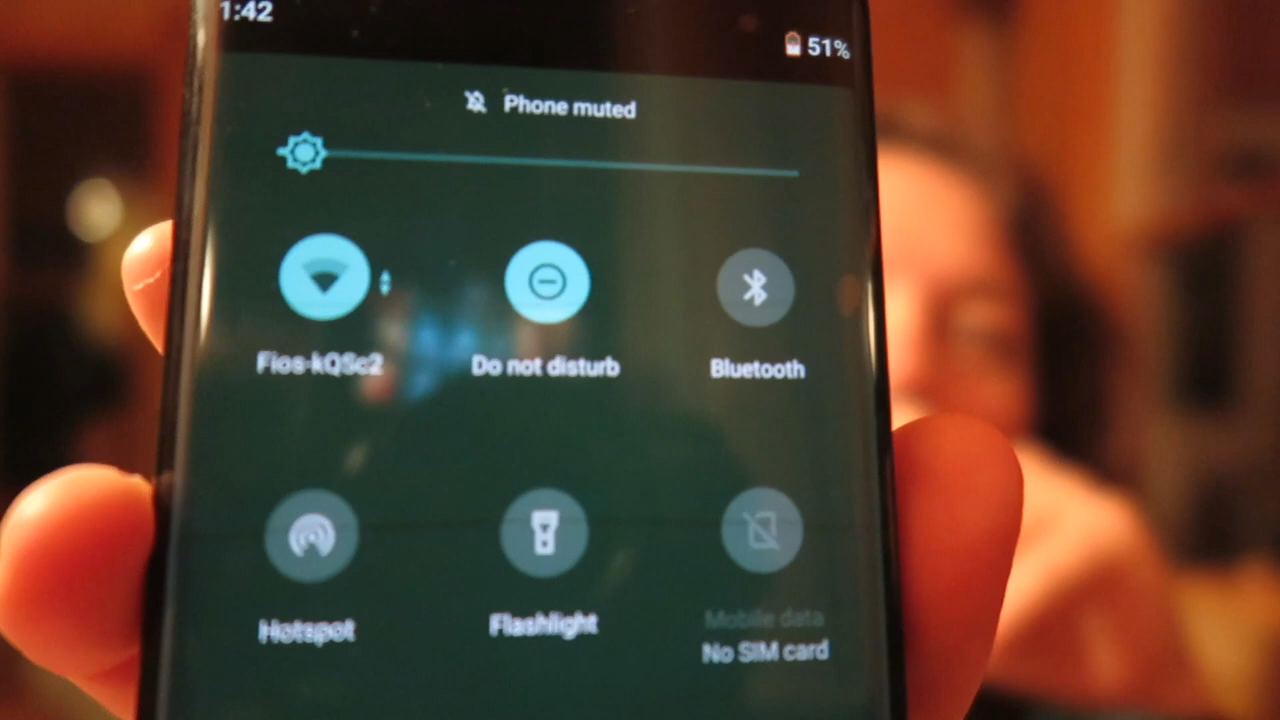 1:42
51%
Phone muted
Fios-kQSc2
Do not disturb
Bluetooth
Hotspot
Flashlight
Mobile data
No SIM card